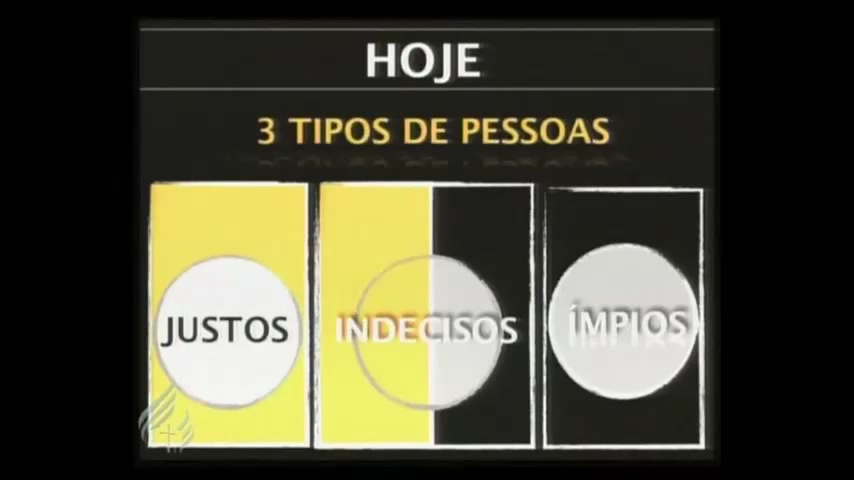 HOJE
3 TIPOS DE PESSOAS
JUSTOS
INDECISOS
ÍMPIOS